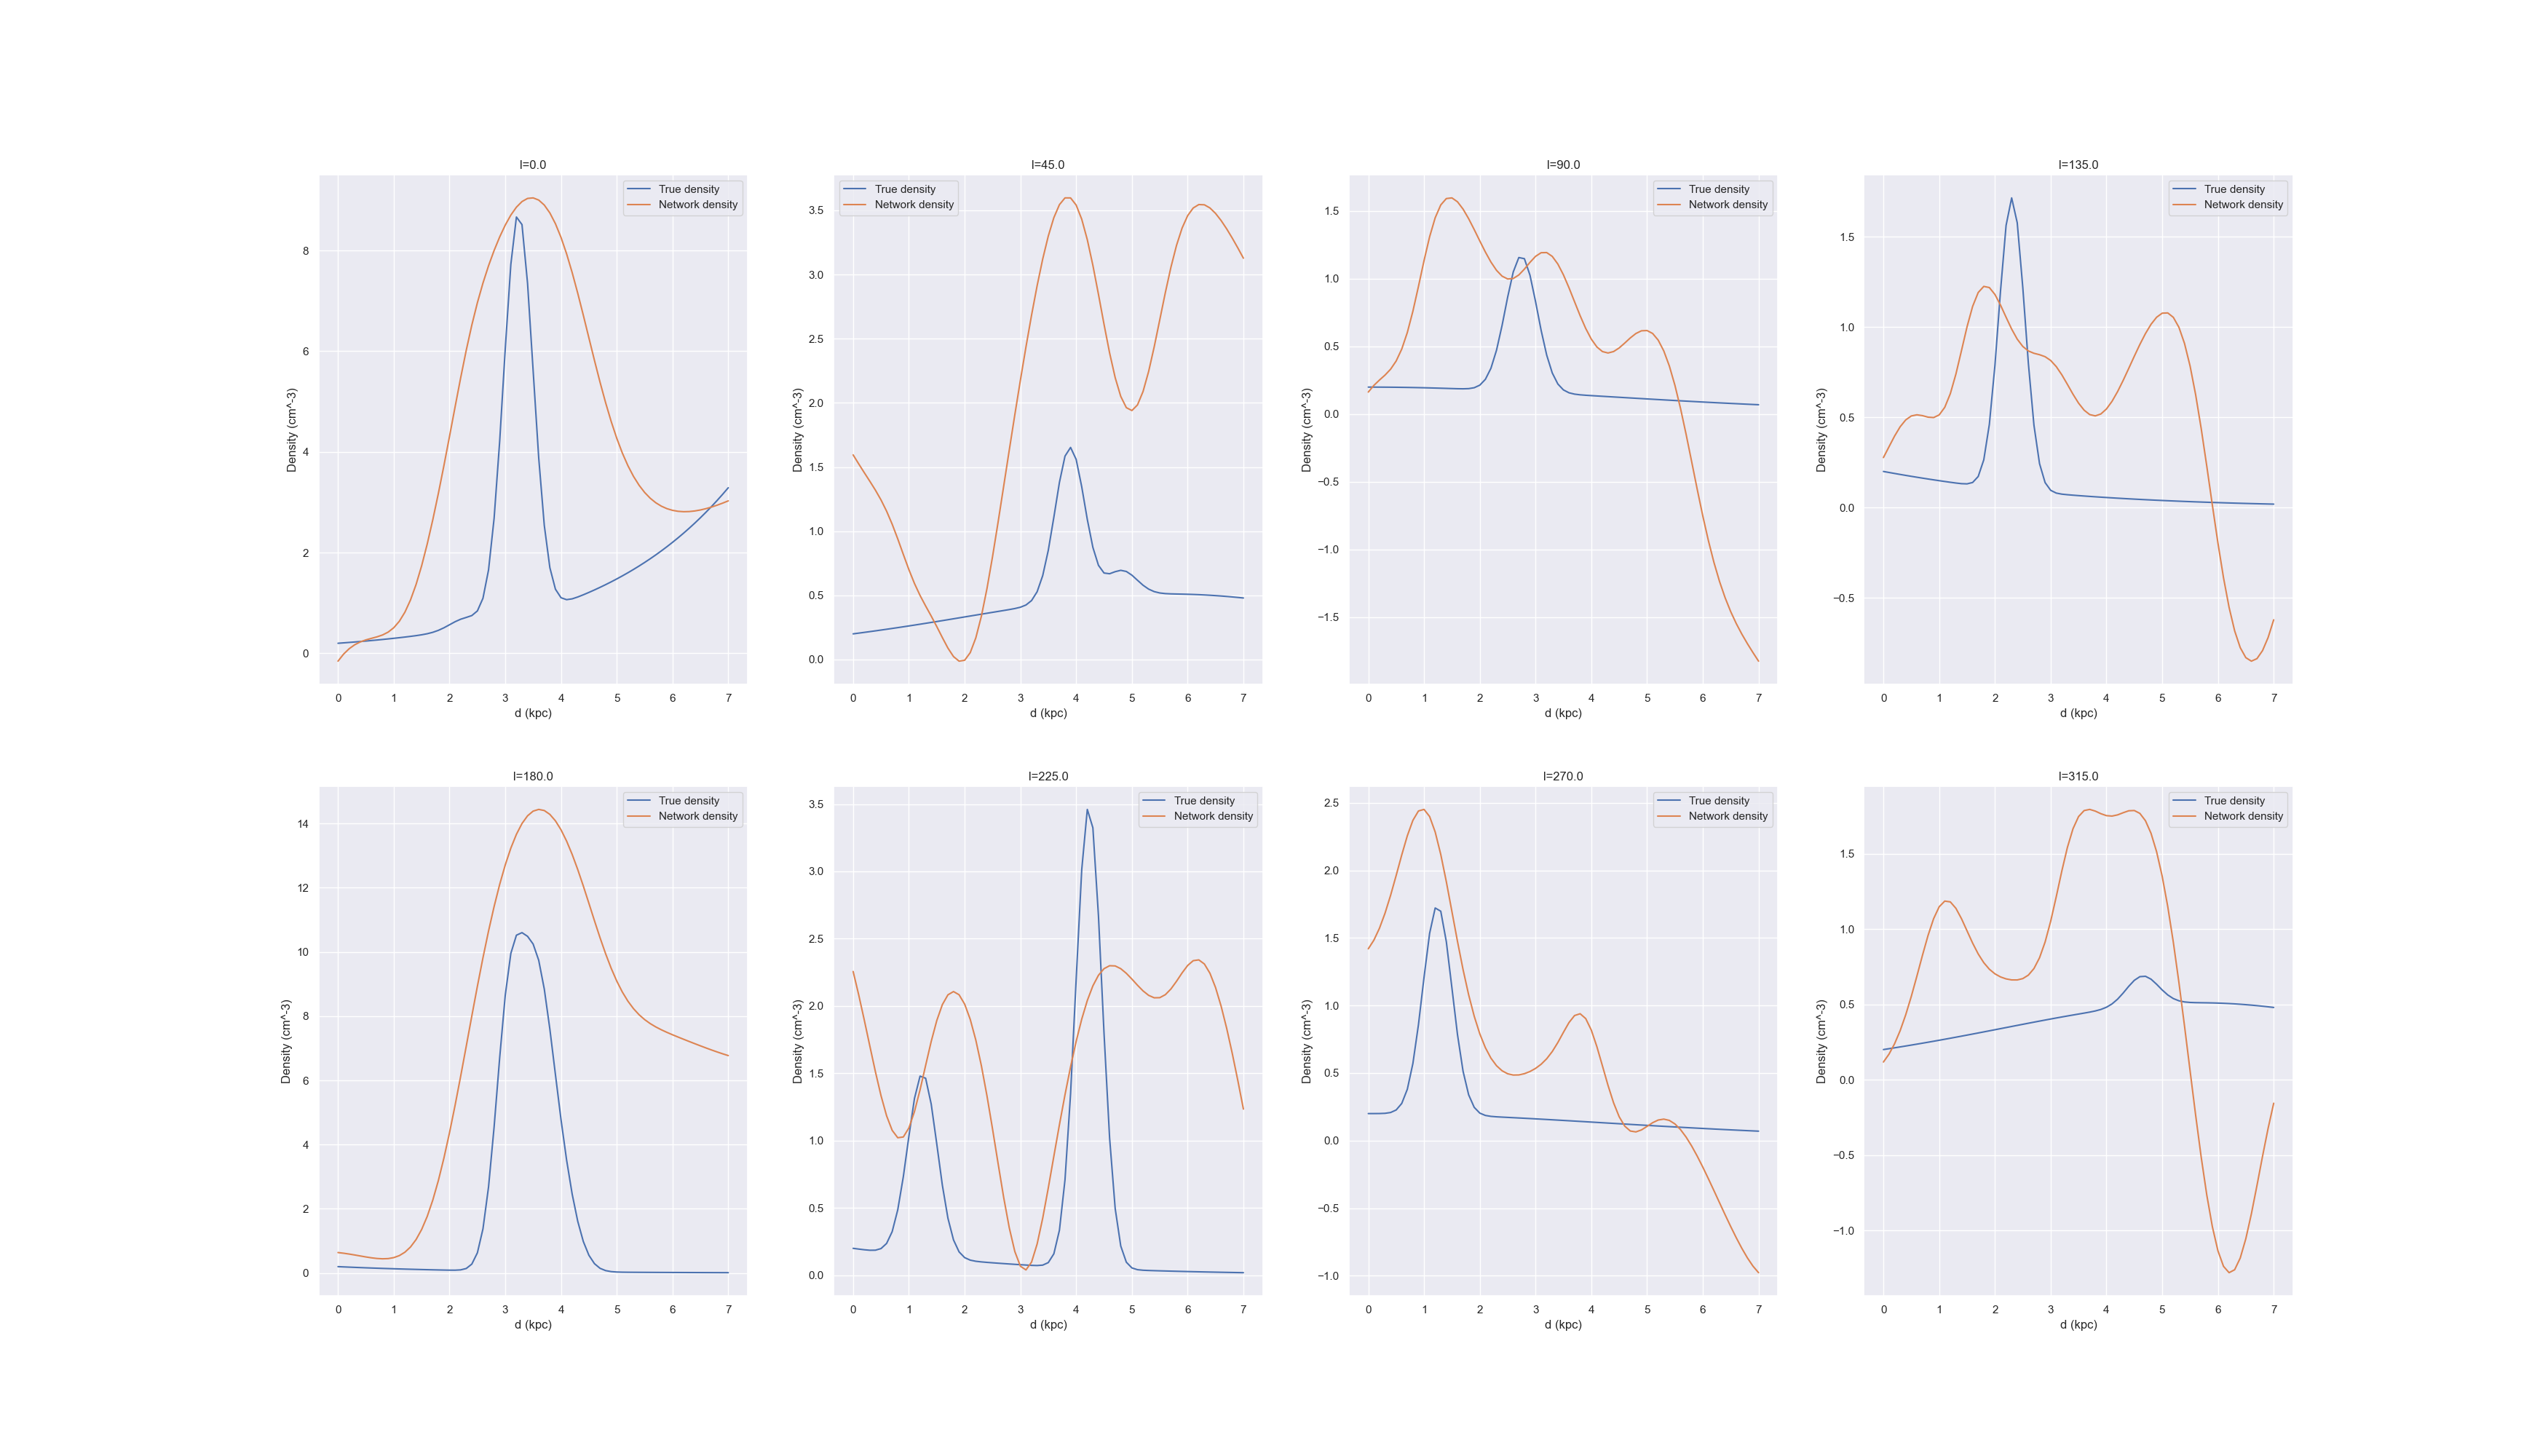 l=0.0
True density
Network density
Density (cm^-3)
8
6
4
2
0
0 1 2 3 4 5 6 7
d (kpc)
l=45.0
True density
Network density
Density (cm^-3)
3.5
3.0
2.5
2.0
1.5
1.0
0.5
0.0
0 1 2 3 4 5 6 7
d (kpc)
l=90.0
True density
Network density
Density (cm^-3)
1.5
1.0
0.5
0.0
−0.5
−1.0
−1.5
0 1 2 3 4 5 6 7
d (kpc)
l=135.0
True density
Network density
Density (cm^-3)
1.5
1.0
0.5
0.0
−0.5
0 1 2 3 4 5 6 7
d (kpc)
l=180.0
True density
Network density
Density (cm^-3)
14
12
10
8
6
4
2
0
0 1 2 3 4 5 6 7
d (kpc)
l=225.0
True density
Network density
Density (cm^-3)
3.5
3.0
2.5
2.0
1.5
1.0
0.5
0.0
0 1 2 3 4 5 6 7
d (kpc)
l=270.0
True density
Network density
Density (cm^-3)
2.5
2.0
1.5
1.0
0.5
0.0
−0.5
−1.0
0 1 2 3 4 5 6 7
d (kpc)
l=315.0
True density
Network density
Density (cm^-3)
1.5
1.0
0.5
0.0
−0.5
−1.0
0 1 2 3 4 5 6 7
d (kpc)